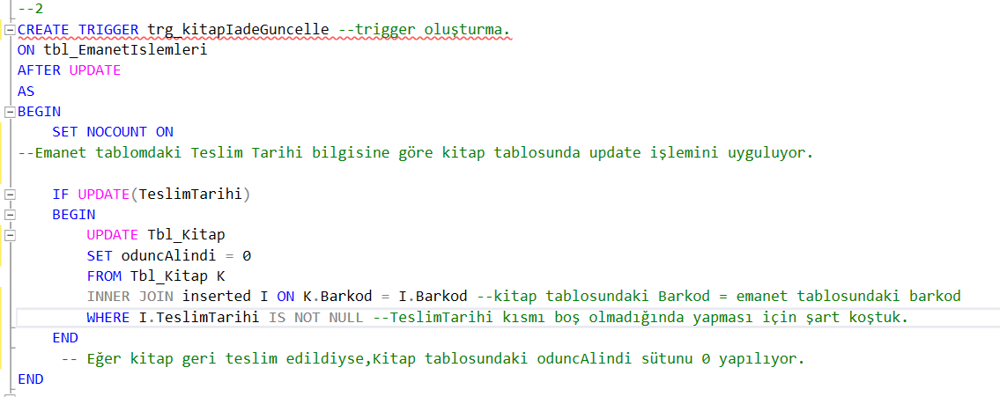 --2
CREATE TRIGGER trg_kitapIadeGuncelle --trigger oluşturma.
ON tbl_EmanetIslemleri
AFTER UPDATE
AS
BEGIN
    SET NOCOUNT ON
--Emanet tablomdaki Teslim Tarihi bilgisine göre kitap tablosunda update işlemini uyguluyor.
    IF UPDATE(TeslimTarihi)
    BEGIN
        UPDATE Tbl_Kitap
        SET oduncAlindi = 0
        FROM Tbl_Kitap K
        INNER JOIN inserted I ON K.Barkod = I.Barkod --kitap tablosundaki Barkod = emanet tablosundaki barkod
        WHERE I.TeslimTarihi IS NOT NULL --TeslimTarihi kısmı boş olmadığında yapması için şart koştuk.
    END
     -- Eğer kitap geri teslim edildiyse,Kitap tablosundaki oduncAlindi sütunu 0 yapılıyor.
END